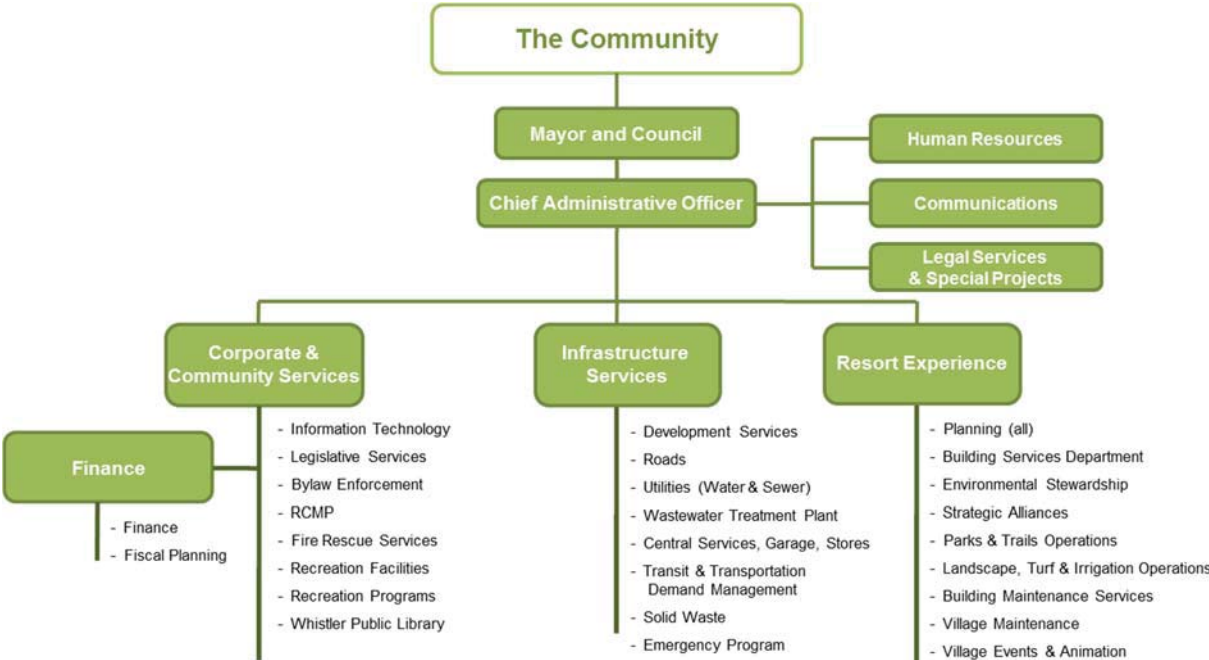 The Community
Mayor and Council
Chief Administrative Officer
Human Resources
Communications
Legal Services
& Special Projects
Corporate &
Community Services
Infrastructure
Services
Resort Experience
Finance
- Finance
- Fiscal Planning
- Information Technology
- Legislative Services
- Bylaw Enforcement
- RCMP
- Fire Rescue Services
- Recreation Facilities
- Recreation Programs
- Whistler Public Library
- Development Services
- Roads
- Utilities (Water & Sewer)
- Wastewater Treatment Plant
- Central Services, Garage, Stores
- Transit & Transportation
Demand Management
- Solid Waste
- Emergency Program
- Planning (all)
- Building Services Department
- Environmental Stewardship
- Strategic Alliances
- Parks & Trails Operations
- Landscape, Turf & Irrigation Operations
- Building Maintenance Services
- Village Maintenance
- Village Events & Animation